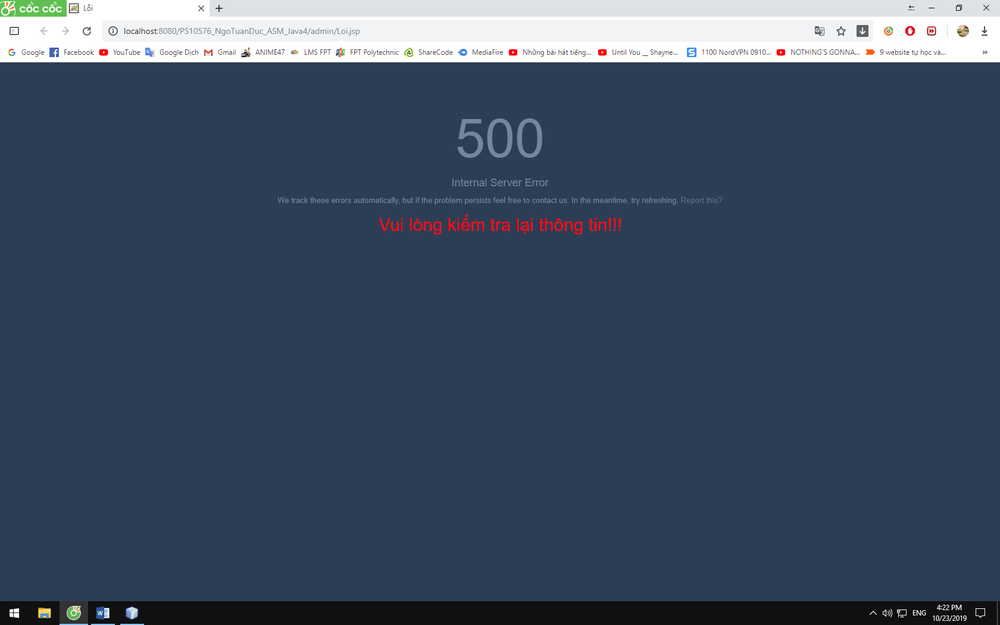 cốc cốc
Lỗi
localhost:8080/PS10576_NgoTuanDuc_ASM_Java4/admin/Loi.jsp
Google Facebook YouTube Google Dịch Gmail ANIME47 LMS FPT FPT Polytechnic ShareCode MediaFire Những bài hát tiếng... Until You __ Shayne... 1100 NordVPN 0910... NOTHING'S GONNA... 9 website tự học và... »
500
Internal Server Error
We track these errors automatically, but if the problem persists feel free to contact us. In the meantime, try refreshing. Report this?
Vui lòng kiểm tra lại thông tin!!!
ENG
4:22 PM
10/23/2019